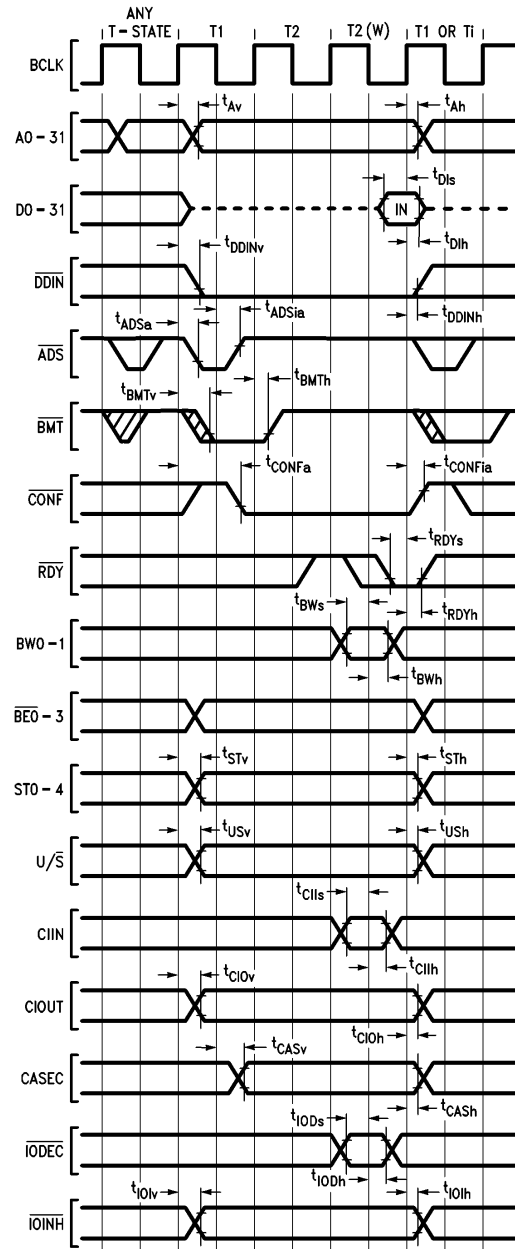 ANY
T-STATE T1 T2 T2 (W) T1 OR Ti
BCLK
tAv tAh
A0-31
tDIs
D0-31 IN
tDIh
tDDINv
DDIN
tDDINh
tADSa tADSia
ADS
tBMTv tBMTh
BMT
tCONFa tCONFia
CONF
tRDYs
RDY
tRDYh
tBWs
BW0-1
tBWh
BE0-3
tSTv tSTh
ST0-4
tUSv tUSh
U/S
tCIIs
CIIN
tCIIh
tCIOv
CIOUT
tCIOh
tCASv
CASEC
tCASh
tIODs
IODEC
tIODh
tIOIv tIOIh
IOINH